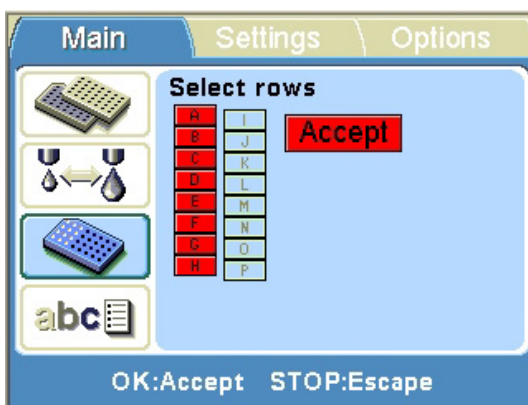 Main Settings Options
Select rows
A I
B J
C K
D L
E M
F N
G O
H P
Accept
abc
OK:Accept STOP:Escape